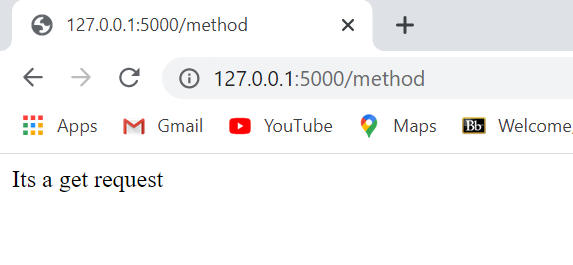 127.0.0.1:5000/method
127.0.0.1:5000/method
Apps Gmail YouTube Maps Bb Welcome,
Its a get request